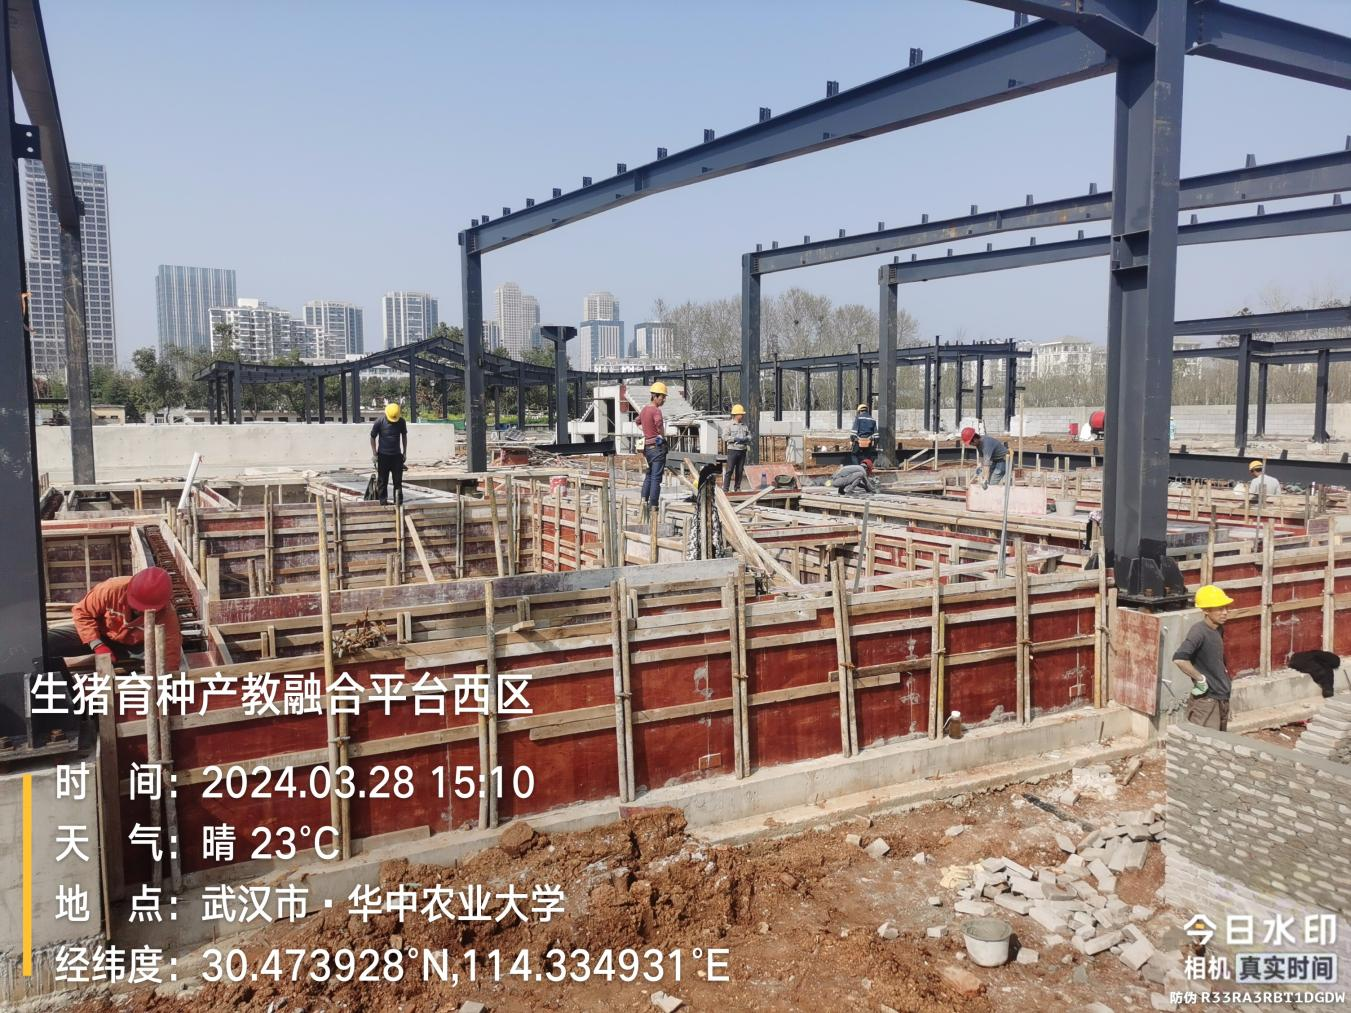 生猪育种产教融合平台西区
时 间：2024.03.28 15:10
天 气：晴 23°C
地 点：武汉市·华中农业大学
经纬度：30.473928°N,114.334931°E
今日水印
相机 真实时间
防伪 R33RA3RBT1DGDW